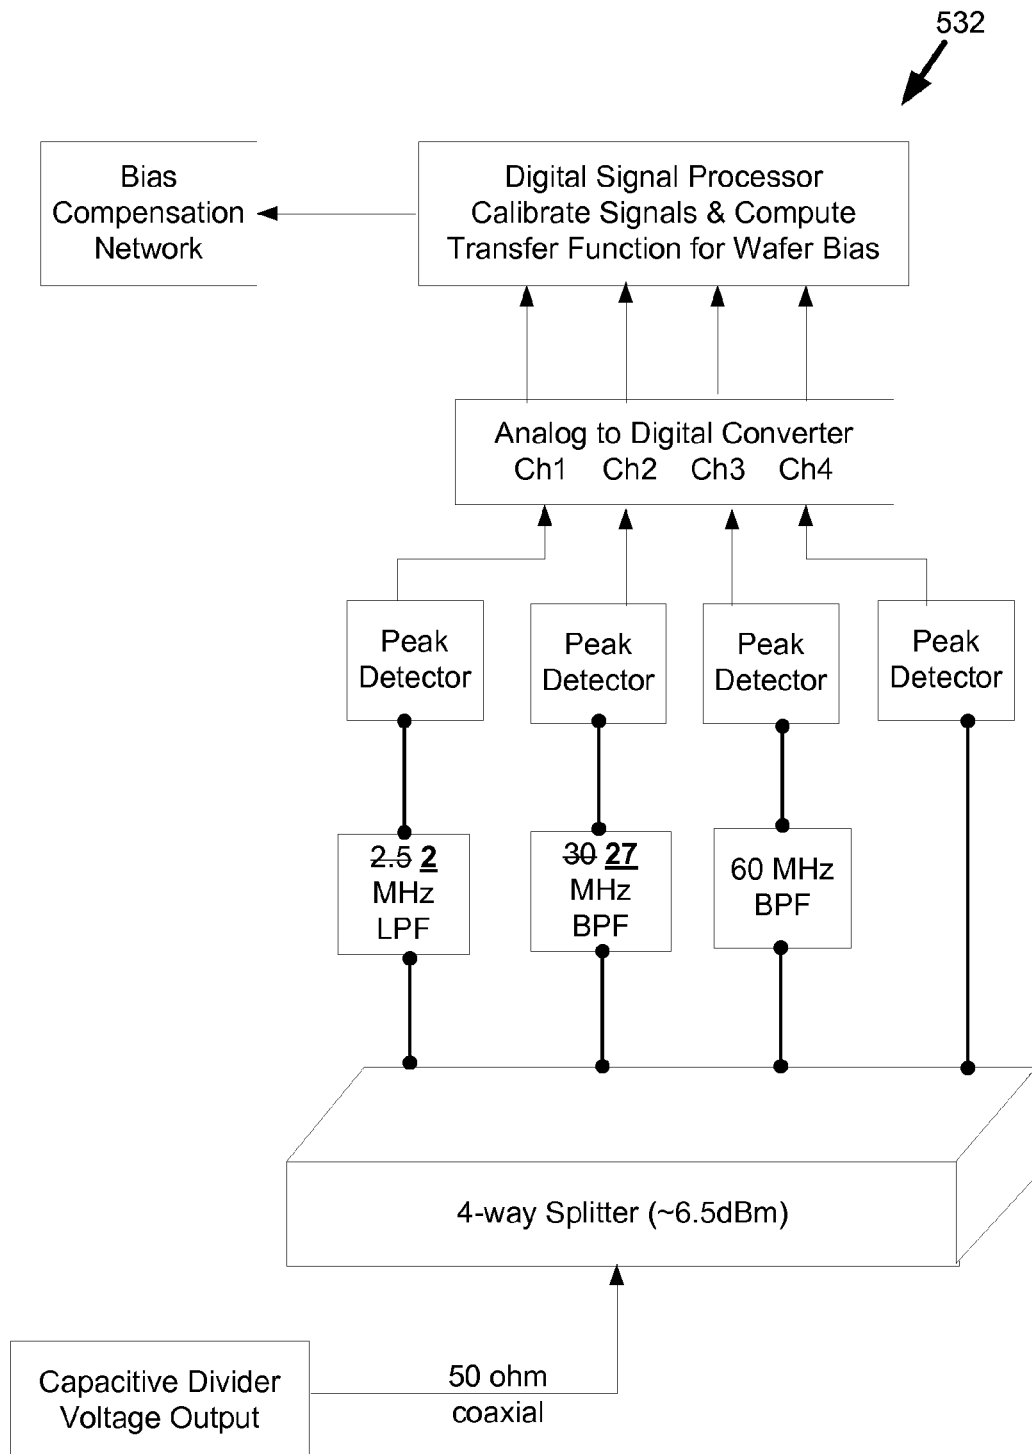 532
Bias
Compensation
Network
Digital Signal Processor
Calibrate Signals & Compute
Transfer Function for Wafer Bias
Analog to Digital Converter
Ch1 Ch2 Ch3 Ch4
Peak
Detector
Peak
Detector
Peak
Detector
Peak
Detector
2.5 2
MHz
LPF
30 27
MHz
BPF
60 MHz
BPF
4-way Splitter (~6.5dBm)
Capacitive Divider
Voltage Output
50 ohm
coaxial